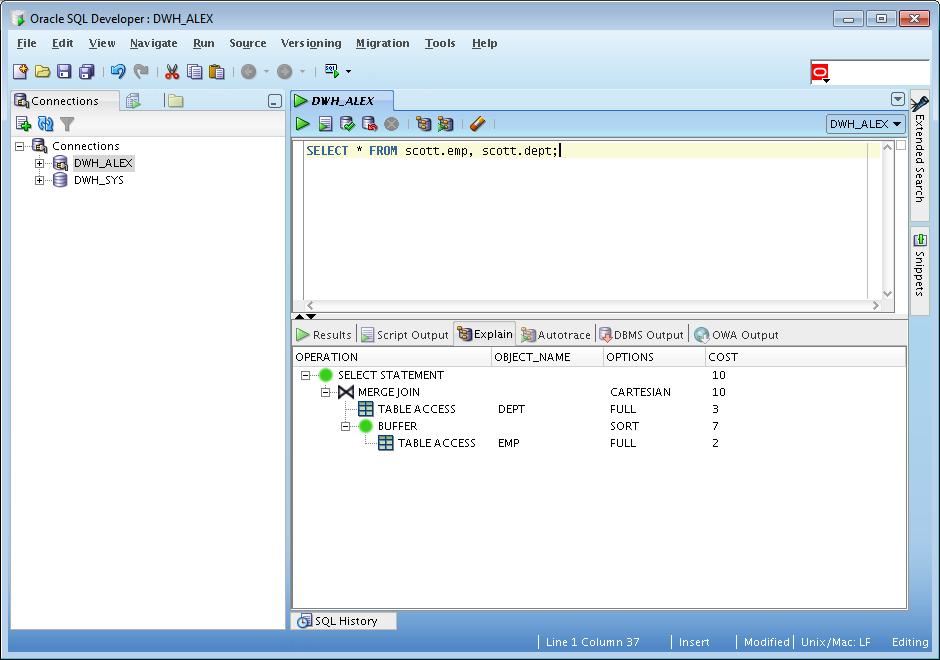 Oracle SQL Developer : DWH_ALEX
File Edit View Navigate Run Source Versioning Migration Tools Help
Connections
DWH_ALEX
DWH_ALEX
Connections
DWH_ALEX
DWH_SYS
SELECT * FROM scott.emp, scott.dept;
Extended Search
Snippets
Results Script Output Explain Autotrace DBMS Output OWA Output
OPERATION OBJECT_NAME OPTIONS COST
SELECT STATEMENT 10
MERGE JOIN CARTESIAN 10
TABLE ACCESS DEPT FULL 3
BUFFER SORT 7
TABLE ACCESS EMP FULL 2
SQL History
Line 1 Column 37 Insert Modified Unix/Mac: LF Editing